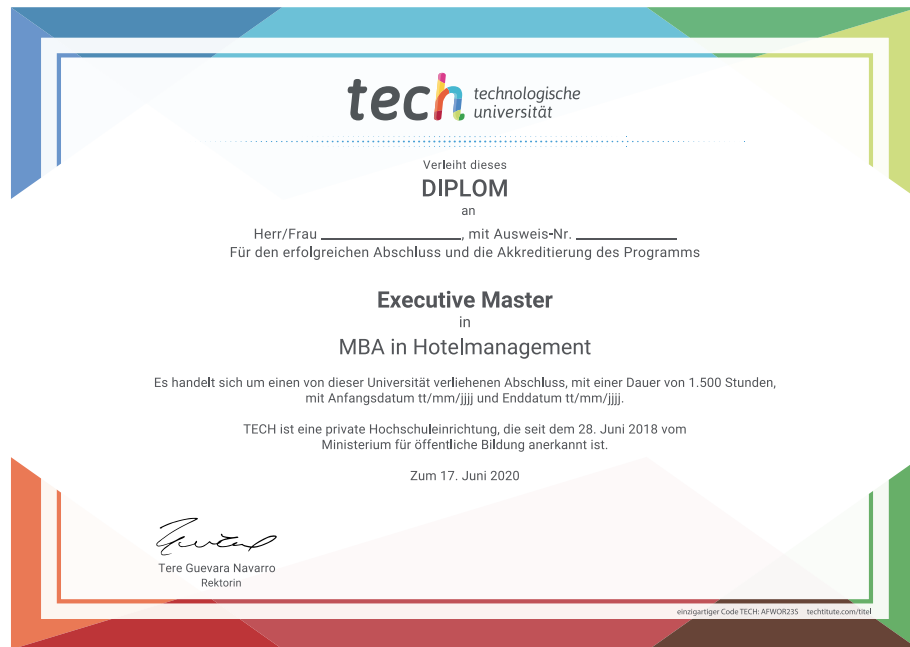 tech technologische
universität
Verleiht dieses
DIPLOM
an
Herr/Frau ____________________, mit Ausweis-Nr. ______________
Für den erfolgreichen Abschluss und die Akkreditierung des Programms
Executive Master
in
MBA in Hotelmanagement
Es handelt sich um einen von dieser Universität verliehenen Abschluss, mit einer Dauer von 1.500 Stunden,
mit Anfangsdatum tt/mm/jjjj und Enddatum tt/mm/jjjj.
TECH ist eine private Hochschuleinrichtung, die seit dem 28. Juni 2018 vom
Ministerium für öffentliche Bildung anerkannt ist.
Zum 17. Juni 2020
Tere Guevara Navarro
Rektorin
einzigartiger Code TECH: AFWOR23S techtitute.com/titel